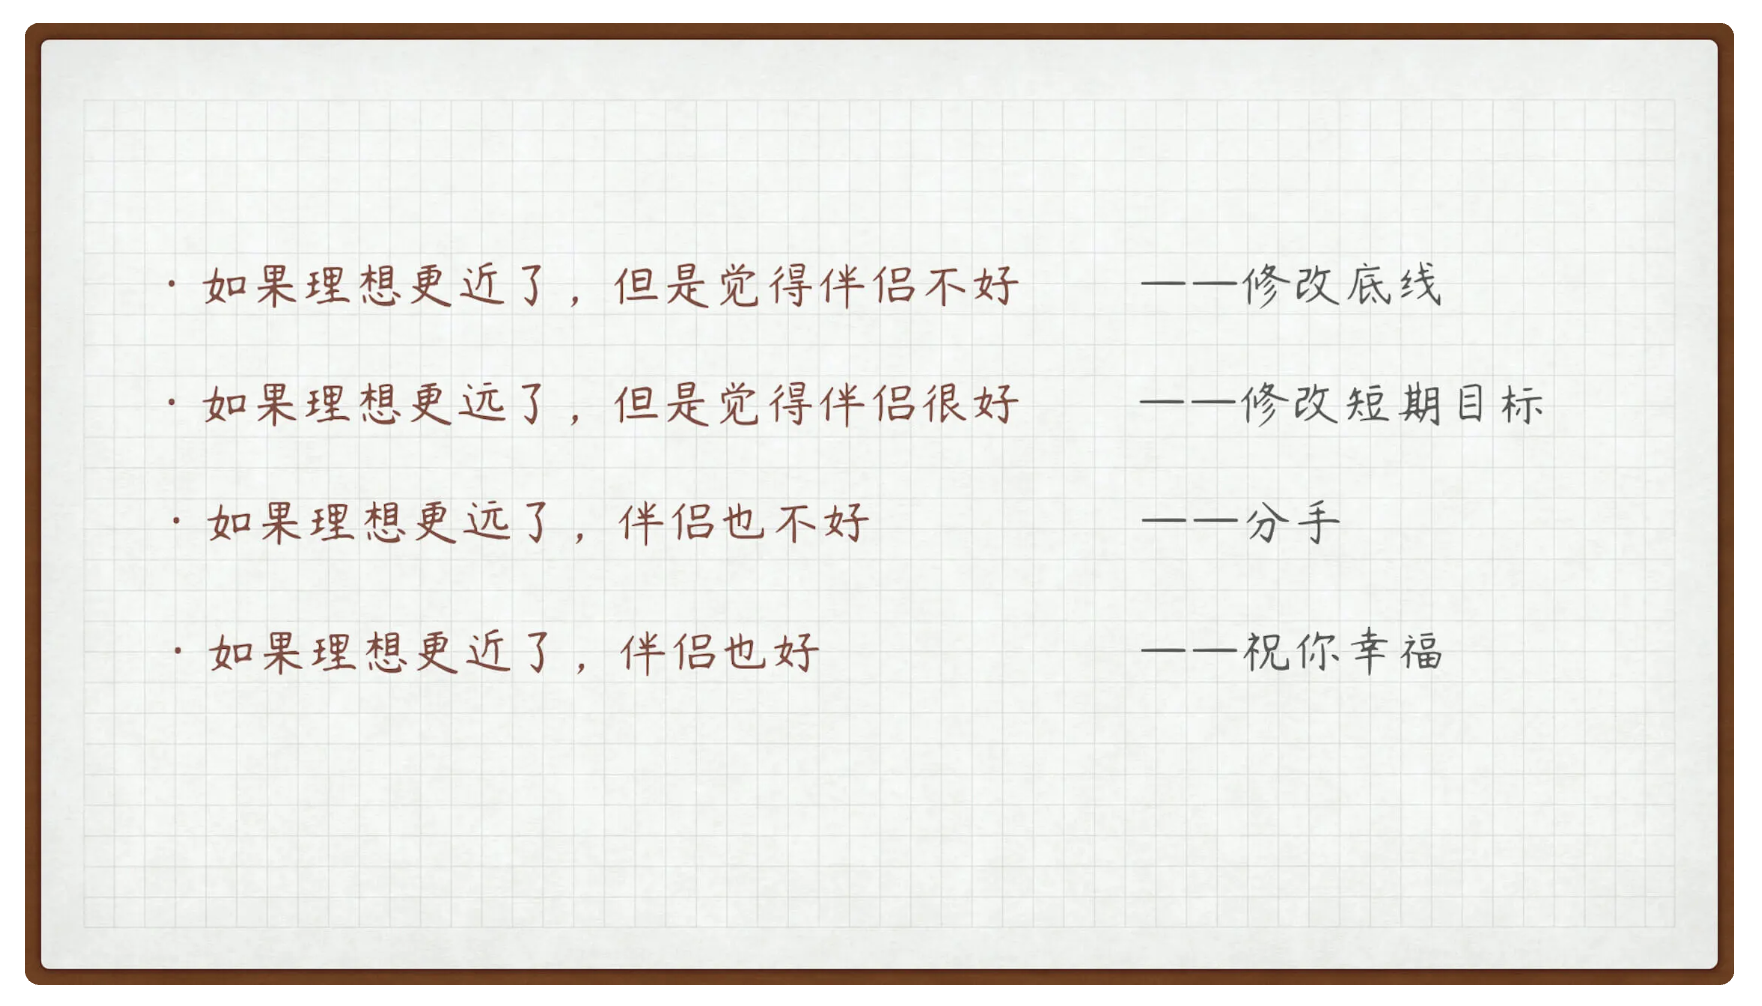 · 如果理想更近了，但是觉得伴侣不好 ——修改底线
· 如果理想更远了，但是觉得伴侣很好 ——修改短期目标
· 如果理想更远了，伴侣也不好 ——分手
· 如果理想更近了，伴侣也好 ——祝你幸福